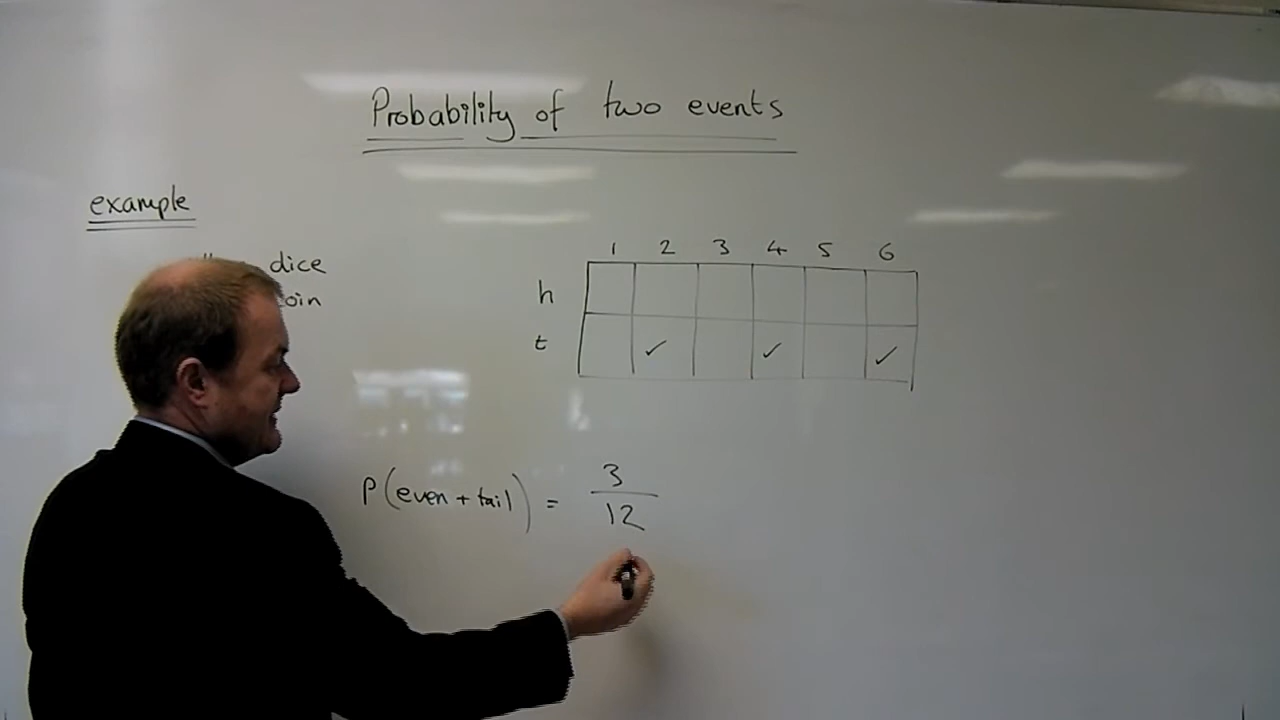 Probability of two events
example
dice
1 2 3 4 5 6
h
t ✓ ✓ ✓
P(even + tail) = 3/12